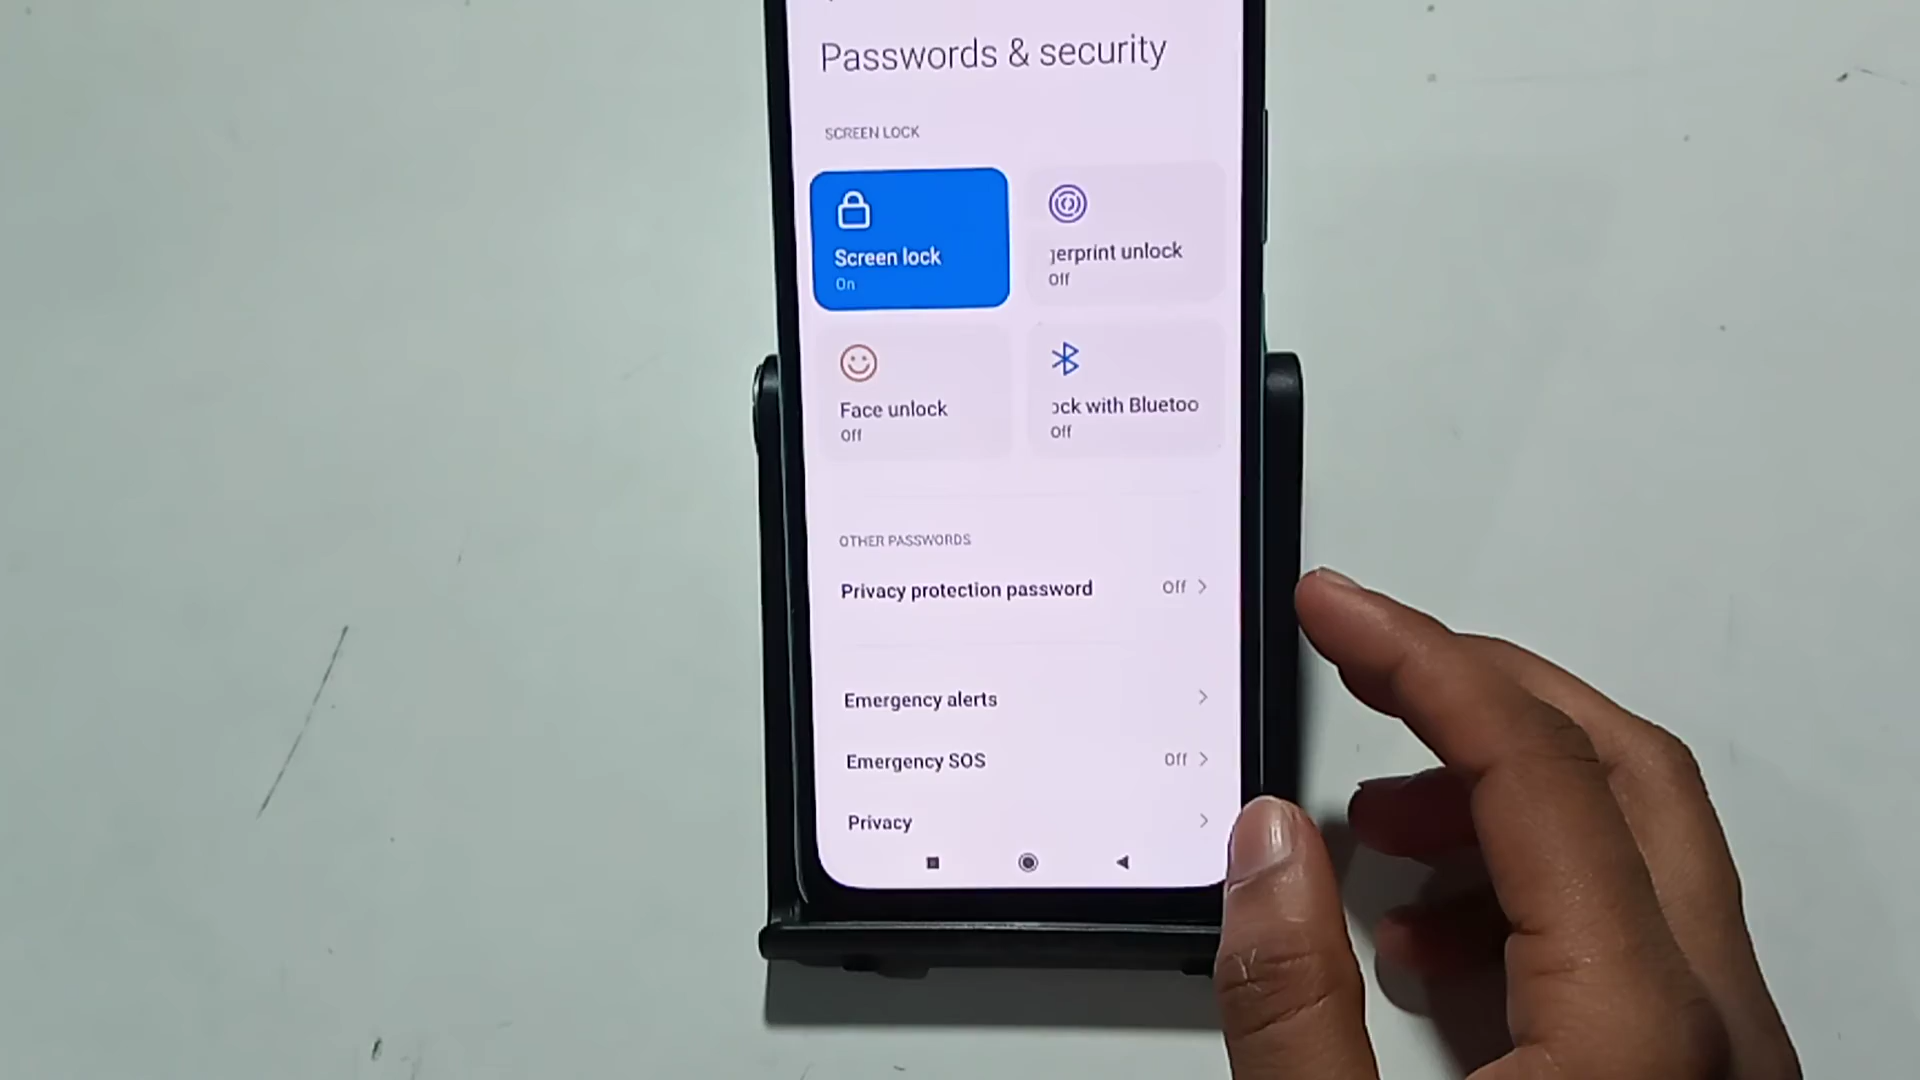 Passwords & security
SCREEN LOCK
Screen lock
On
gerprint unlock
Off
Face unlock
Off
ock with Bluetoo
Off
OTHER PASSWORDS
Privacy protection password Off
Emergency alerts
Emergency SOS Off
Privacy